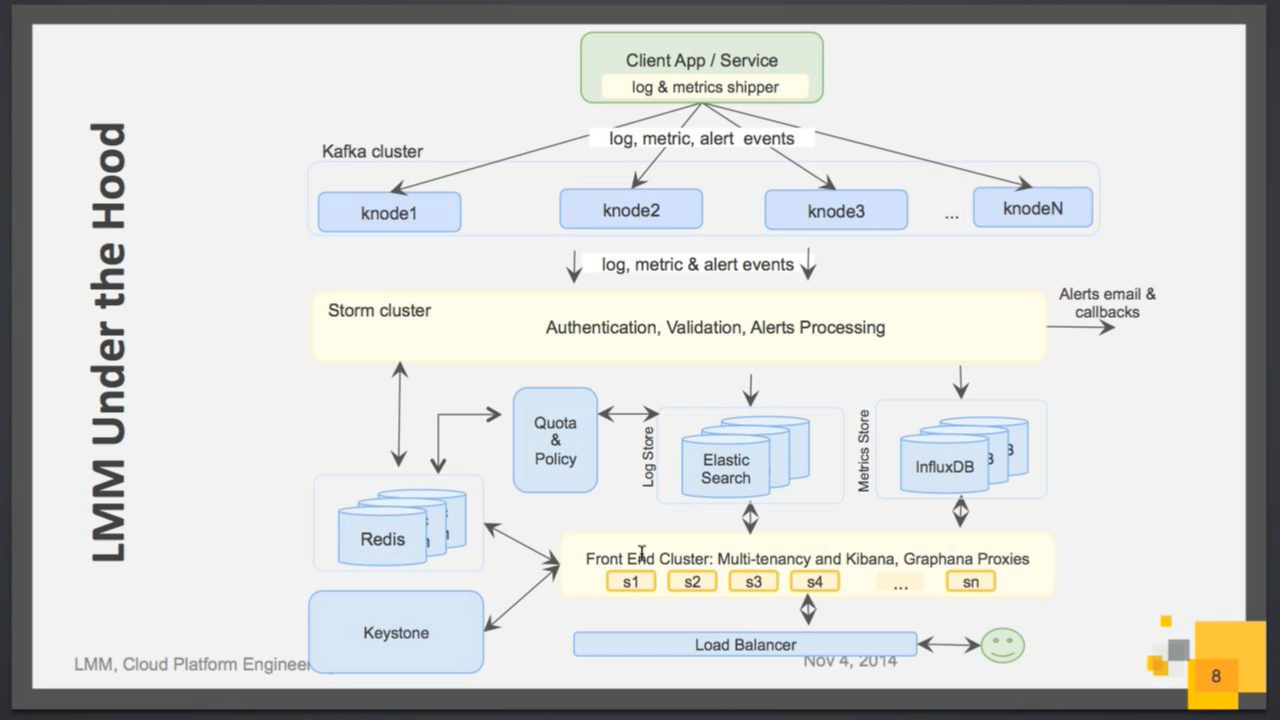 LMM Under the Hood
Client App / Service
log & metrics shipper
log, metric, alert events
Kafka cluster
knode1
knode2
knode3
...
knodeN
log, metric & alert events
Storm cluster
Authentication, Validation, Alerts Processing
Alerts email &
callbacks
Quota
&
Policy
Log Store
Elastic
Search
Metrics Store
InfluxDB
B
B
Redis
Front End Cluster: Multi-tenancy and Kibana, Graphana Proxies
s1
s2
s3
s4
...
sn
Keystone
Load Balancer
LMM, Cloud Platform Engineer
Nov 4, 2014
8